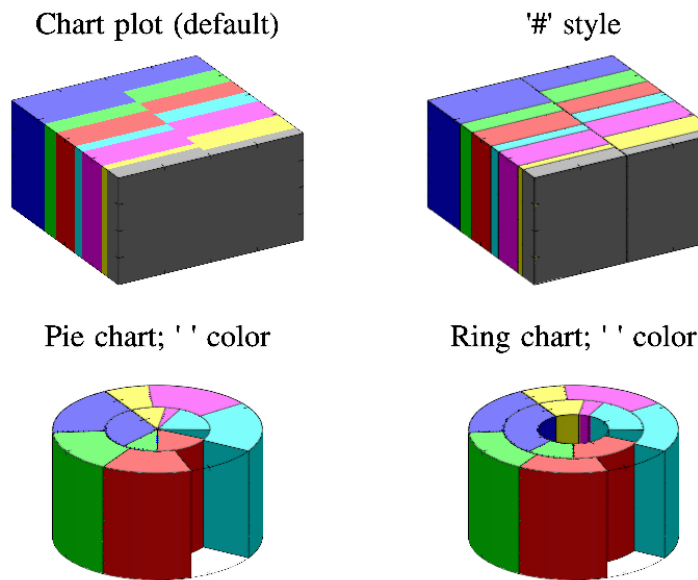 Chart plot (default)
'#' style
Pie chart; ' ' color
Ring chart; ' ' color